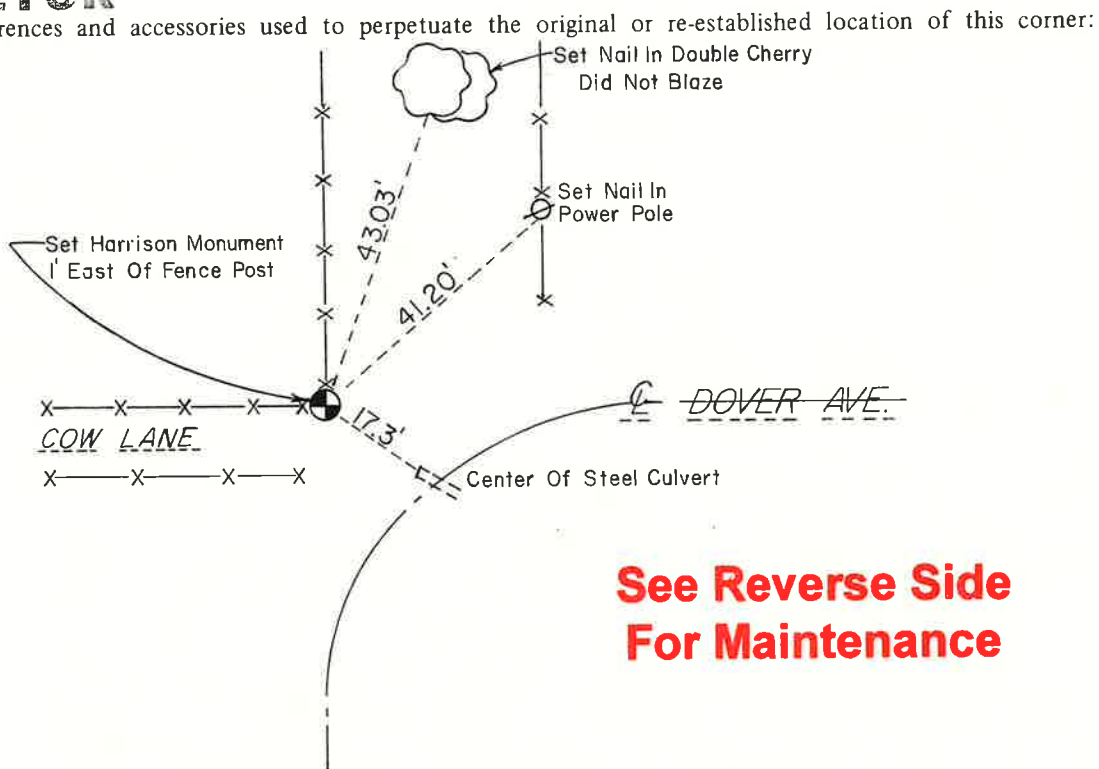 rences and accessories used to perpetuate the original or re-established location of this corner:
Set Nail In Double Cherry
Did Not Blaze
Set Nail In
Power Pole
43.03'
Set Harrison Monument
1' East Of Fence Post
41.20'
17.3'
℄ DOVER AVE.
COW LANE
Center Of Steel Culvert
See Reverse Side
For Maintenance